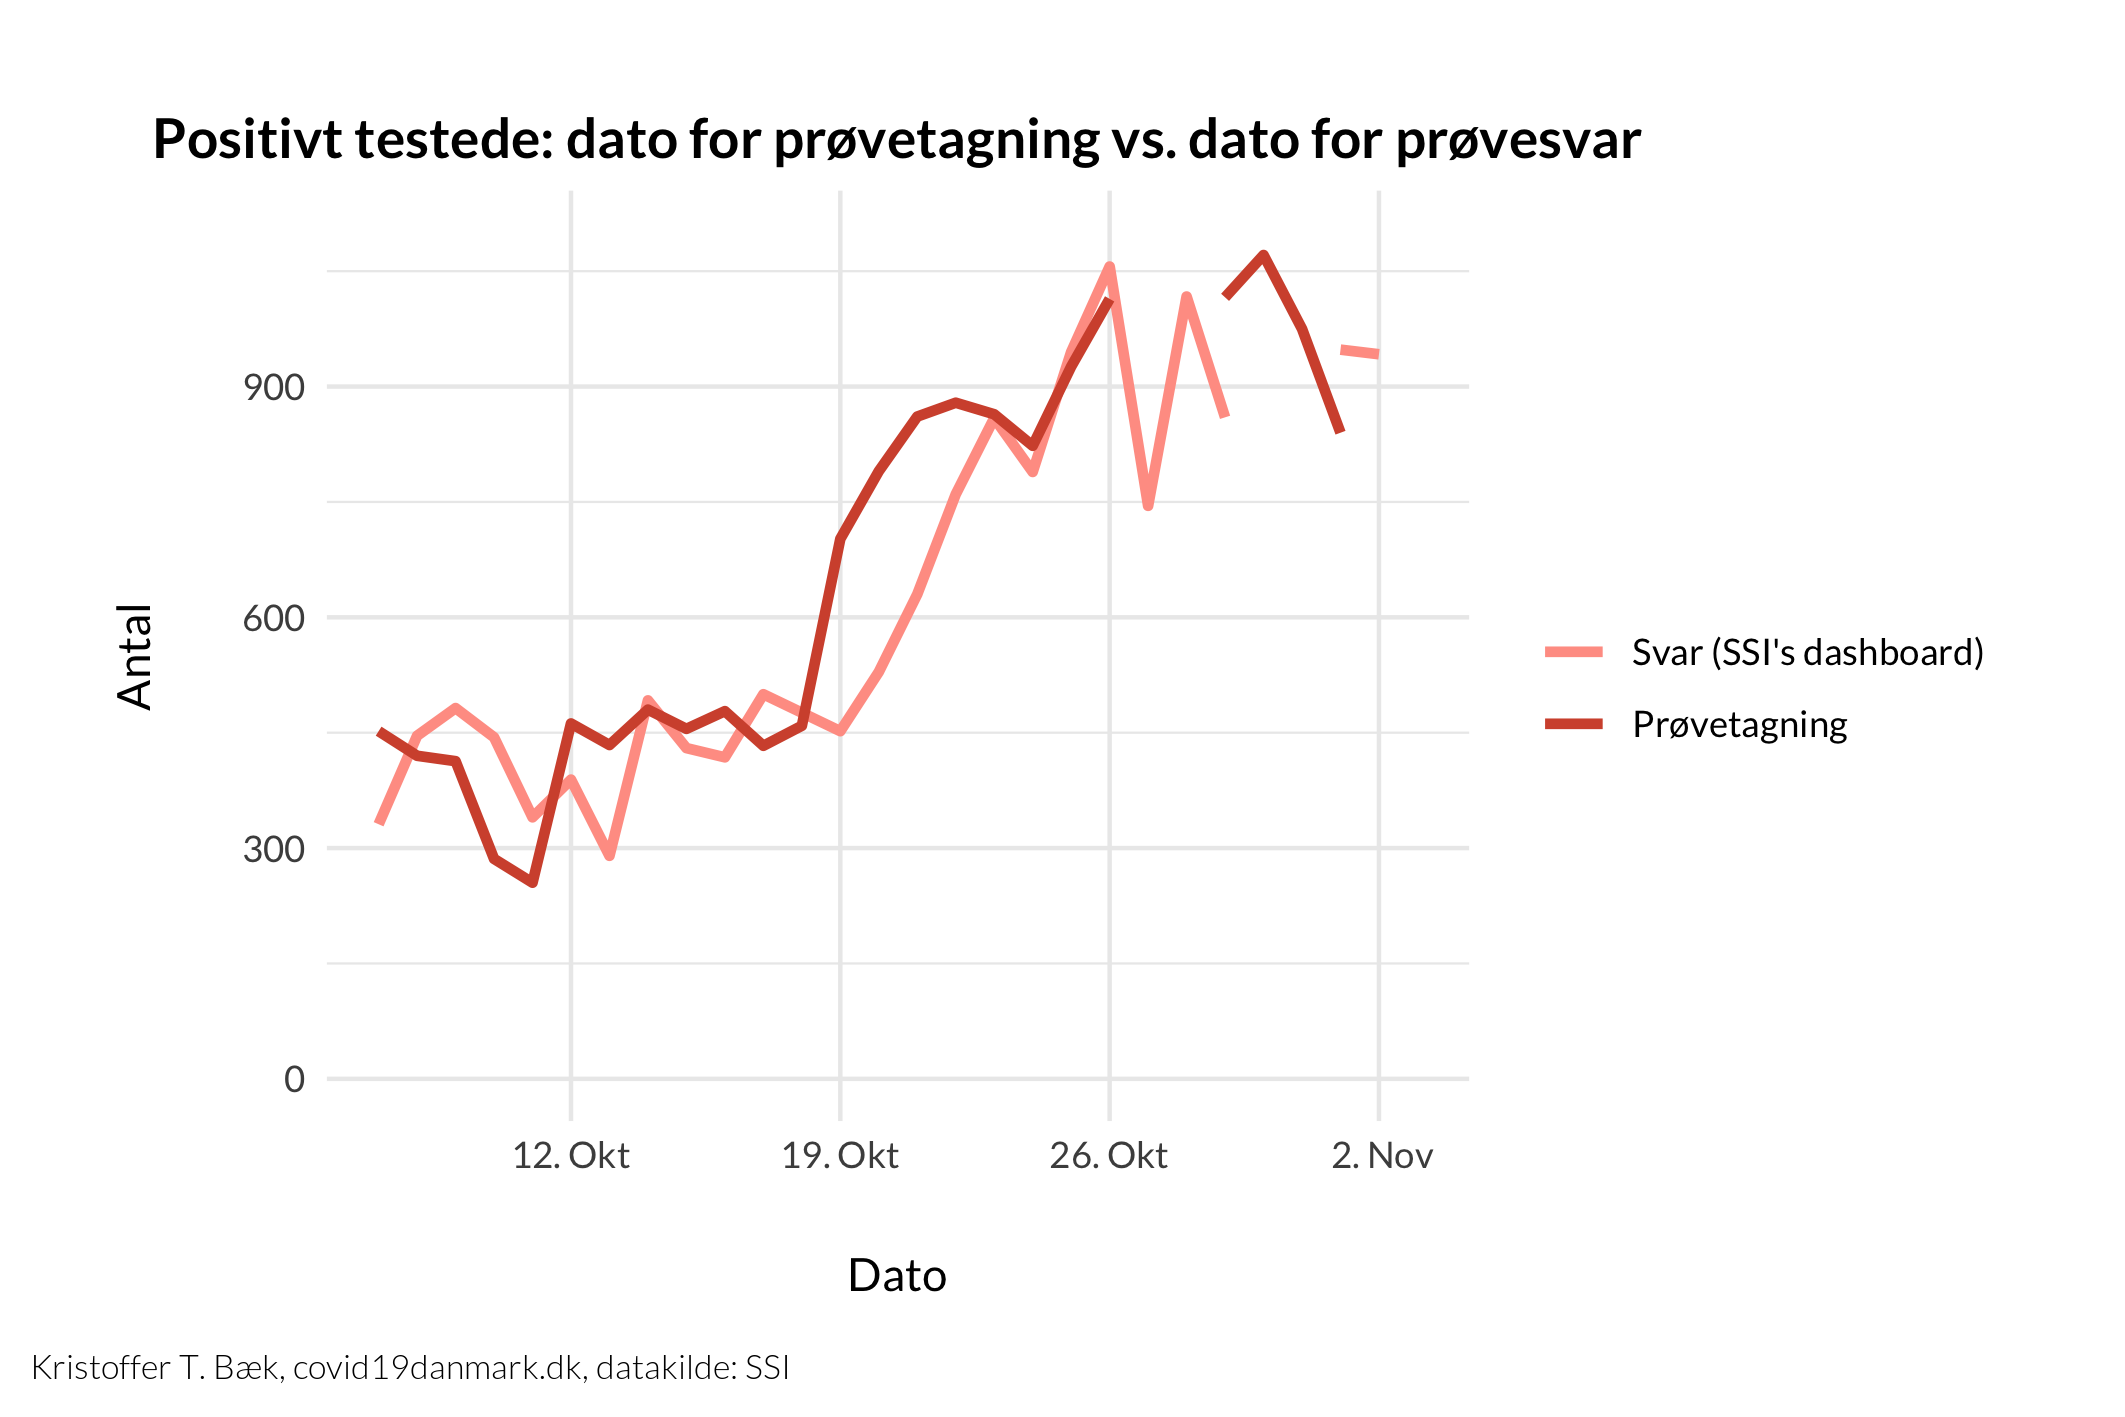 Positivt testede: dato for prøvetagning vs. dato for prøvesvar
Antal
900
600
300
0
12. Okt
19. Okt
26. Okt
2. Nov
Dato
Svar (SSI's dashboard)
Prøvetagning
Kristoffer T. Bæk, covid19danmark.dk, datakilde: SSI